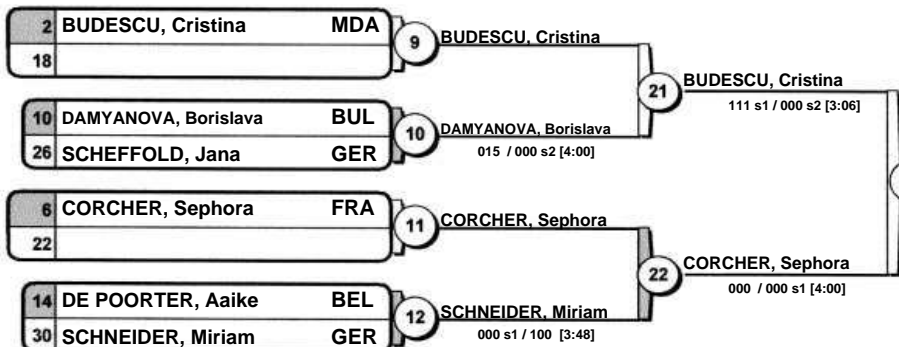 2 BUDESCU, Cristina MDA
18
9
BUDESCU, Cristina
10 DAMYANOVA, Borislava BUL
26 SCHEFFOLD, Jana GER
10
DAMYANOVA, Borislava
015 / 000 s2 [4:00]
21
BUDESCU, Cristina
111 s1 / 000 s2 [3:06]
6 CORCHER, Sephora FRA
22
11
CORCHER, Sephora
14 DE POORTER, Aaike BEL
30 SCHNEIDER, Miriam GER
12
SCHNEIDER, Miriam
000 s1 / 100 [3:48]
22
CORCHER, Sephora
000 / 000 s1 [4:00]